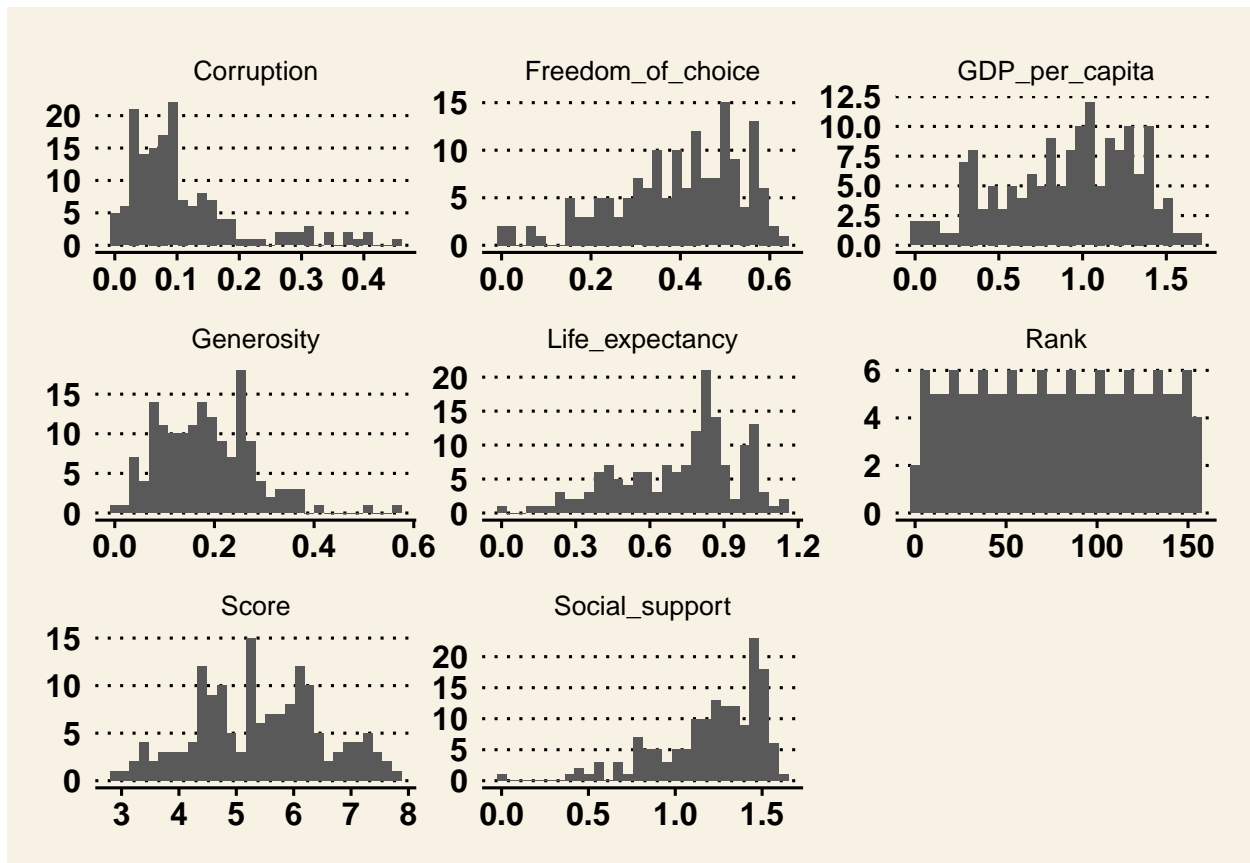 Corruption
20
15
10
5
0
0.0 0.1 0.2 0.3 0.4
Freedom_of_choice
15
10
5
0
0.0 0.2 0.4 0.6
GDP_per_capita
12.5
10.0
7.5
5.0
2.5
0.0
0.0 0.5 1.0 1.5
Generosity
15
10
5
0
0.0 0.2 0.4 0.6
Life_expectancy
20
15
10
5
0
0.0 0.3 0.6 0.9 1.2
Rank
6
4
2
0
0 50 100 150
Score
15
10
5
0
3 4 5 6 7 8
Social_support
20
15
10
5
0
0.0 0.5 1.0 1.5